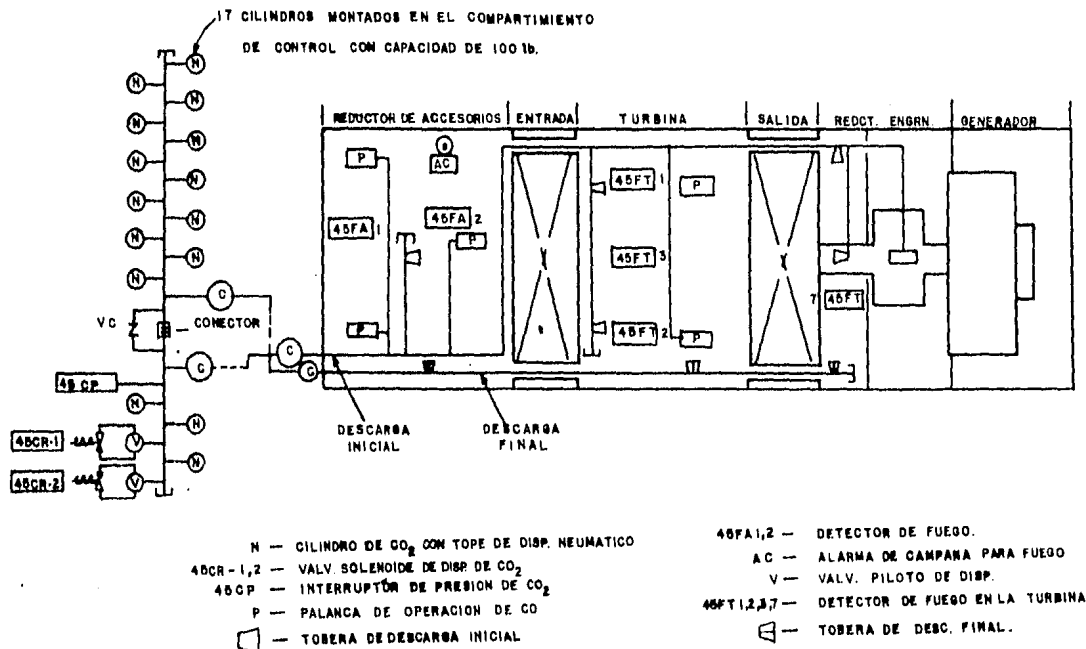 17 CILINDROS MONTADOS EN EL COMPARTIMIENTO
DE CONTROL CON CAPACIDAD DE 100 lb.
REDUCTOR DE ACCESORIOS
ENTRADA
TURBINA
SALIDA
REDCT. ENGRN.
GENERADOR
N
N
N
N
N
N
N
N
N
N
N
N
P
AC
45FT 1
P
45FA 1
45FA 2
P
45FT 3
C
7 45FT
VC
CONECTOR
P
45FT 2
P
C
C
C
45 CP
N
N
DESCARGA
INICIAL
DESCARGA
FINAL
45CR-1
V
N
45CR-2
V
N — CILINDRO DE CO2 CON TOPE DE DISP. NEUMATICO
45CR-1,2 — VALV. SOLENOIDE DE DISP. DE CO2
45CP — INTERRUPTOR DE PRESION DE CO2
P — PALANCA DE OPERACION DE CO
— TOBERA DE DESCARGA INICIAL
45FA1,2 — DETECTOR DE FUEGO.
AC — ALARMA DE CAMPANA PARA FUEGO
V — VALV. PILOTO DE DISP.
45FT1,2,3,7 — DETECTOR DE FUEGO EN LA TURBINA
— TOBERA DE DESC. FINAL.